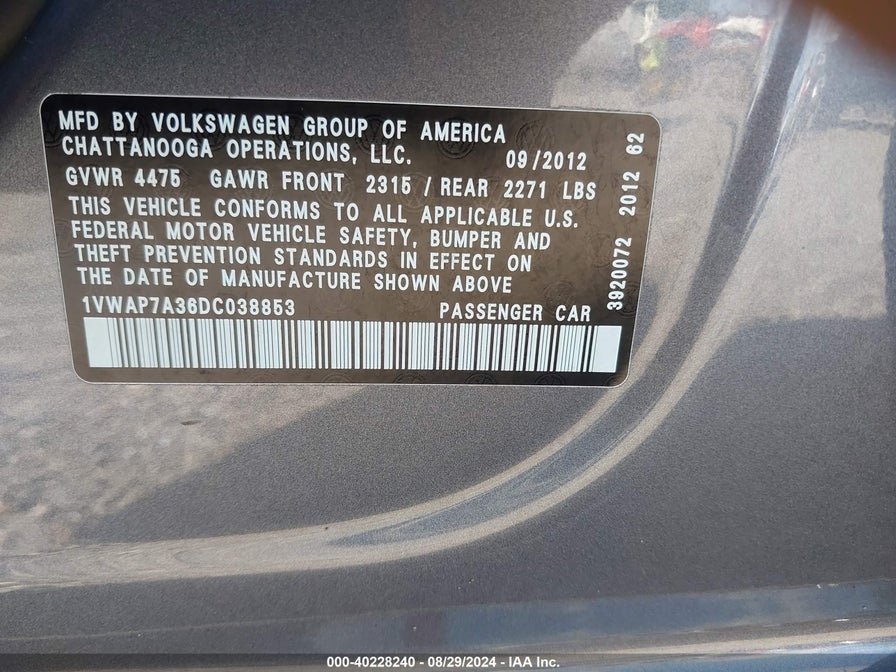 MFD BY VOLKSWAGEN GROUP OF AMERICA
CHATTANOOGA OPERATIONS, LLC. 09/2012
GVWR 4475 GAWR FRONT 2315 / REAR 2271 LBS
THIS VEHICLE CONFORMS TO ALL APPLICABLE U.S.
FEDERAL MOTOR VEHICLE SAFETY, BUMPER AND
THEFT PREVENTION STANDARDS IN EFFECT ON
THE DATE OF MANUFACTURE SHOWN ABOVE
1VWAP7A36DC038853 PASSENGER CAR
3920072 2012 62
000-40228240 - 08/29/2024 - IAA Inc.